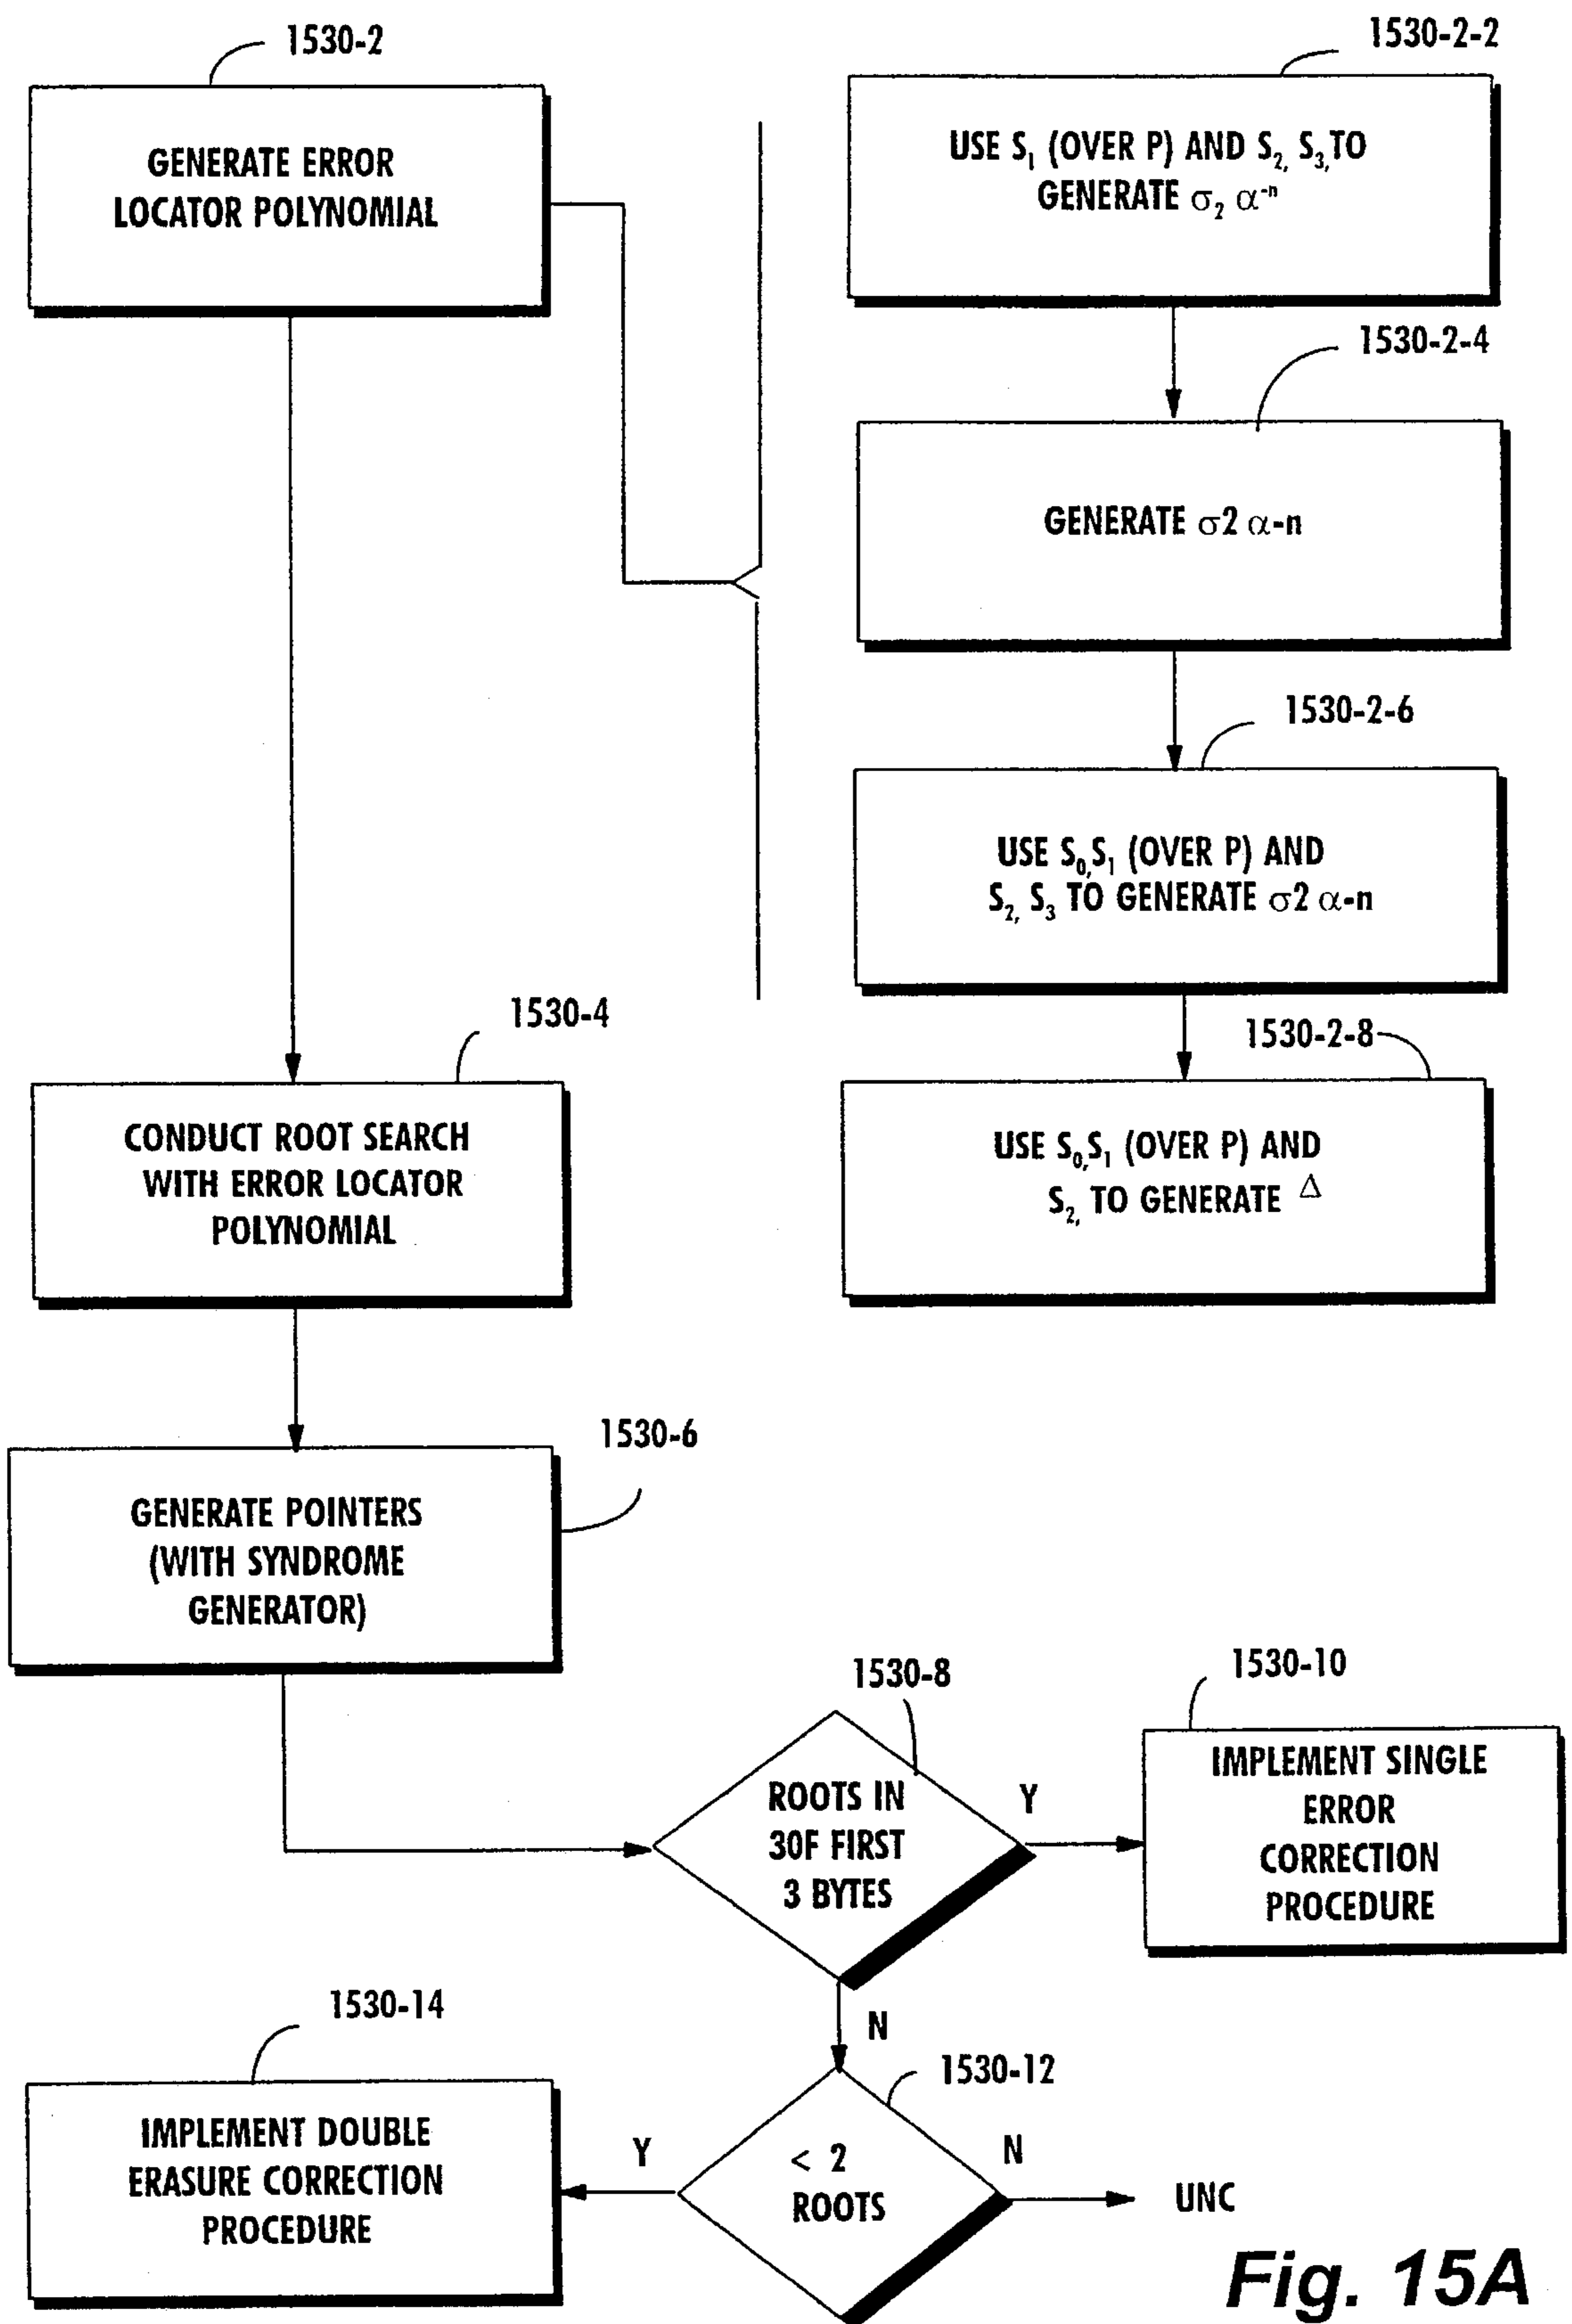 1530-2
GENERATE ERROR
LOCATOR POLYNOMIAL
1530-2-2
USE S₁ (OVER P) AND S₂, S₃, TO
GENERATE σ₂ α⁻ⁿ
1530-2-4
GENERATE σ2 α-n
1530-2-6
USE S₀,S₁ (OVER P) AND
S₂, S₃ TO GENERATE σ2 α-n
1530-2-8
USE S₀,S₁ (OVER P) AND
S₂, TO GENERATE Δ
1530-4
CONDUCT ROOT SEARCH
WITH ERROR LOCATOR
POLYNOMIAL
1530-6
GENERATE POINTERS
(WITH SYNDROME
GENERATOR)
1530-8
ROOTS IN
30F FIRST
3 BYTES
Y
N
1530-10
IMPLEMENT SINGLE
ERROR
CORRECTION
PROCEDURE
1530-12
< 2
ROOTS
Y
N
UNC
1530-14
IMPLEMENT DOUBLE
ERASURE CORRECTION
PROCEDURE
Fig. 15A